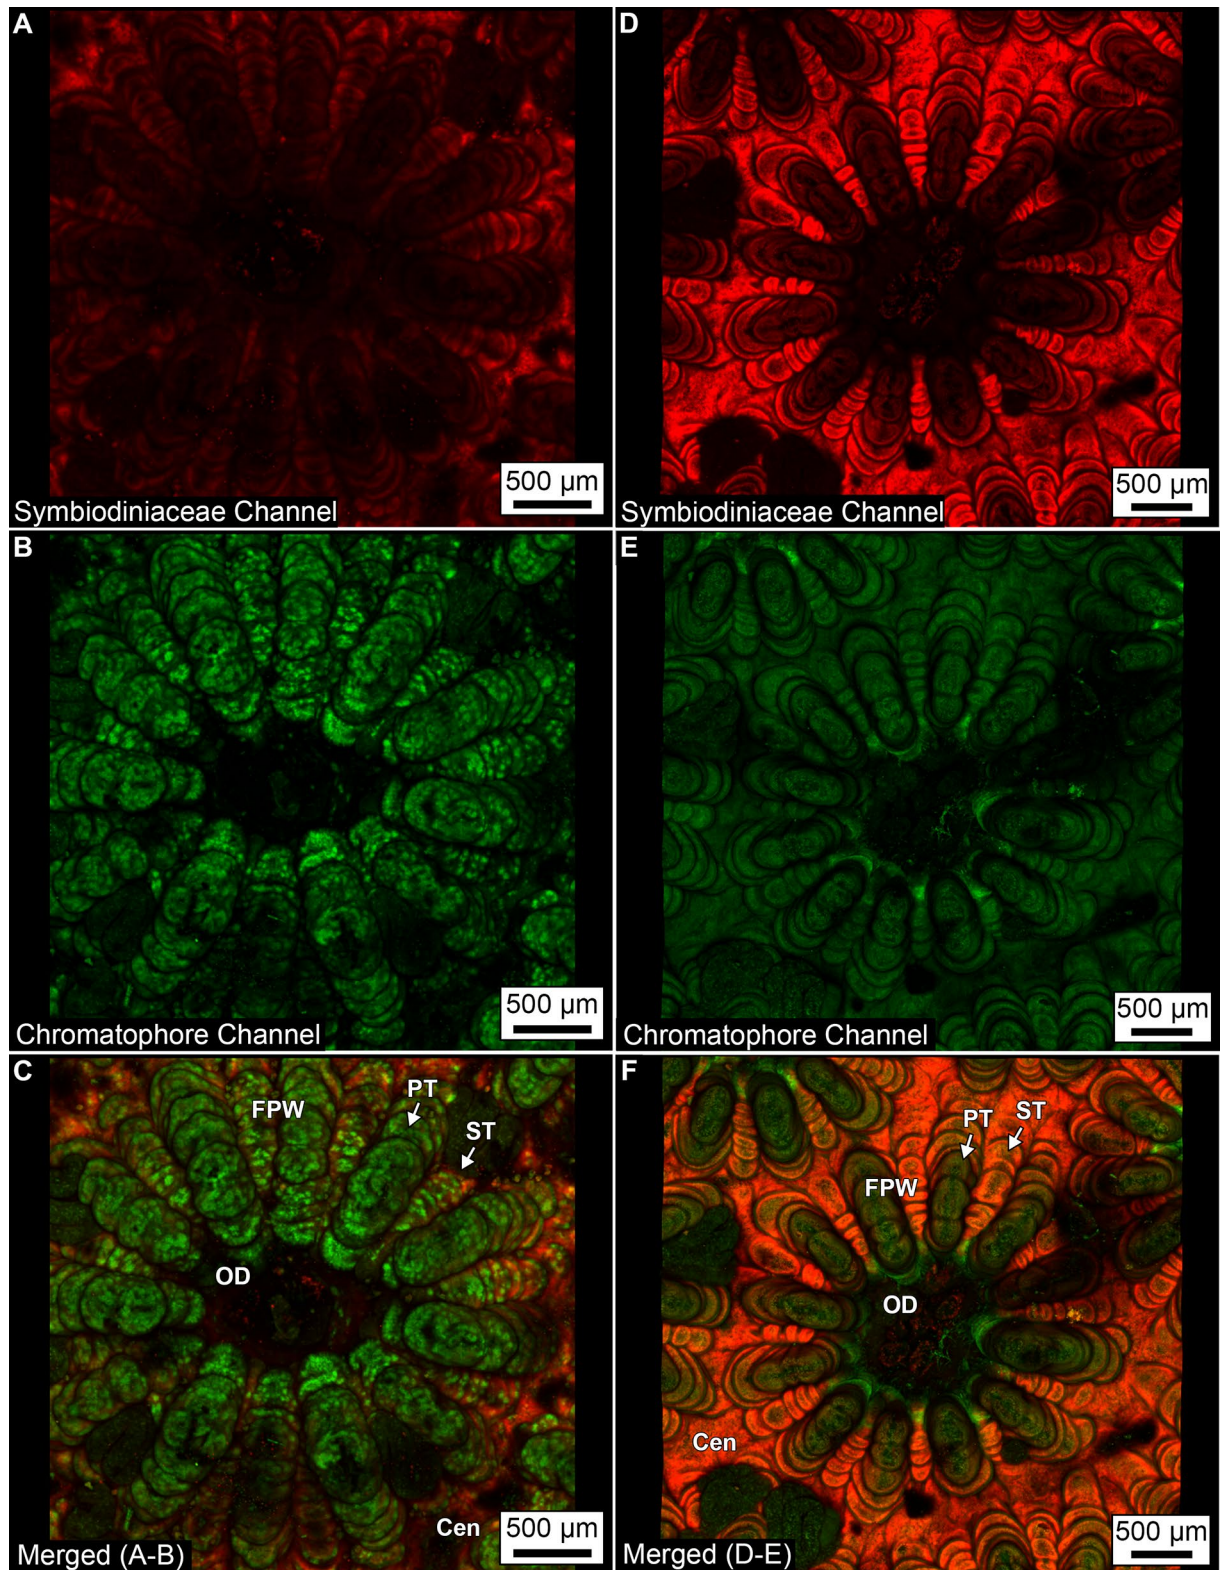 A
500 µm
Symbiodiniaceae Channel
B
500 µm
Chromatophore Channel
C
FPW
PT
ST
OD
Cen
500 µm
Merged (A-B)
D
500 µm
Symbiodiniaceae Channel
E
500 µm
Chromatophore Channel
F
PT
ST
FPW
OD
Cen
500 µm
Merged (D-E)